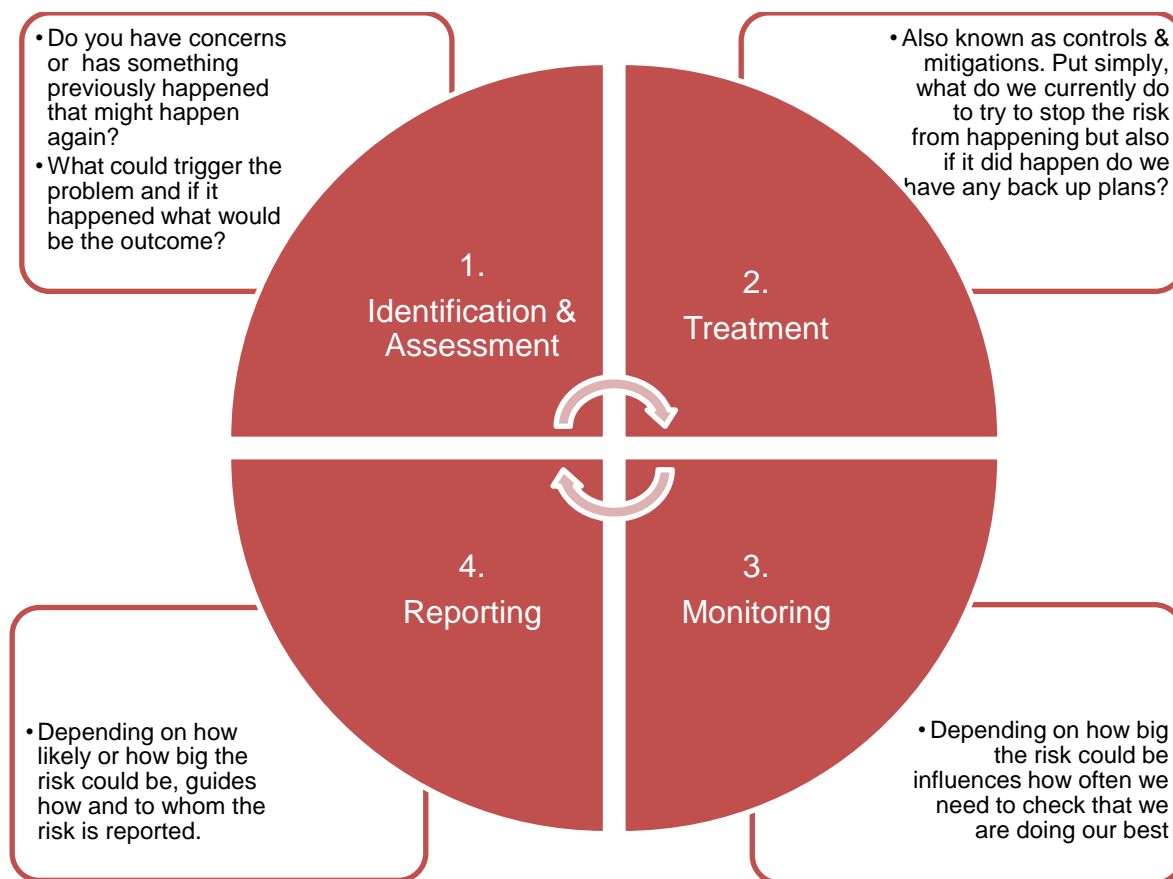 • Do you have concerns
or  has something
previously happened
that might happen
again?
• What could trigger the
problem and if it
happened what would
be the outcome?
• Also known as controls &
mitigations. Put simply,
what do we currently do
to try to stop the risk
from happening but also
if it did happen do we
have any back up plans?
1.
Identification &
Assessment
2.
Treatment
4.
Reporting
3.
Monitoring
• Depending on how
likely or how big the
risk could be, guides
how and to whom the
risk is reported.
• Depending on how big
the risk could be
influences how often we
need to check that we
are doing our best